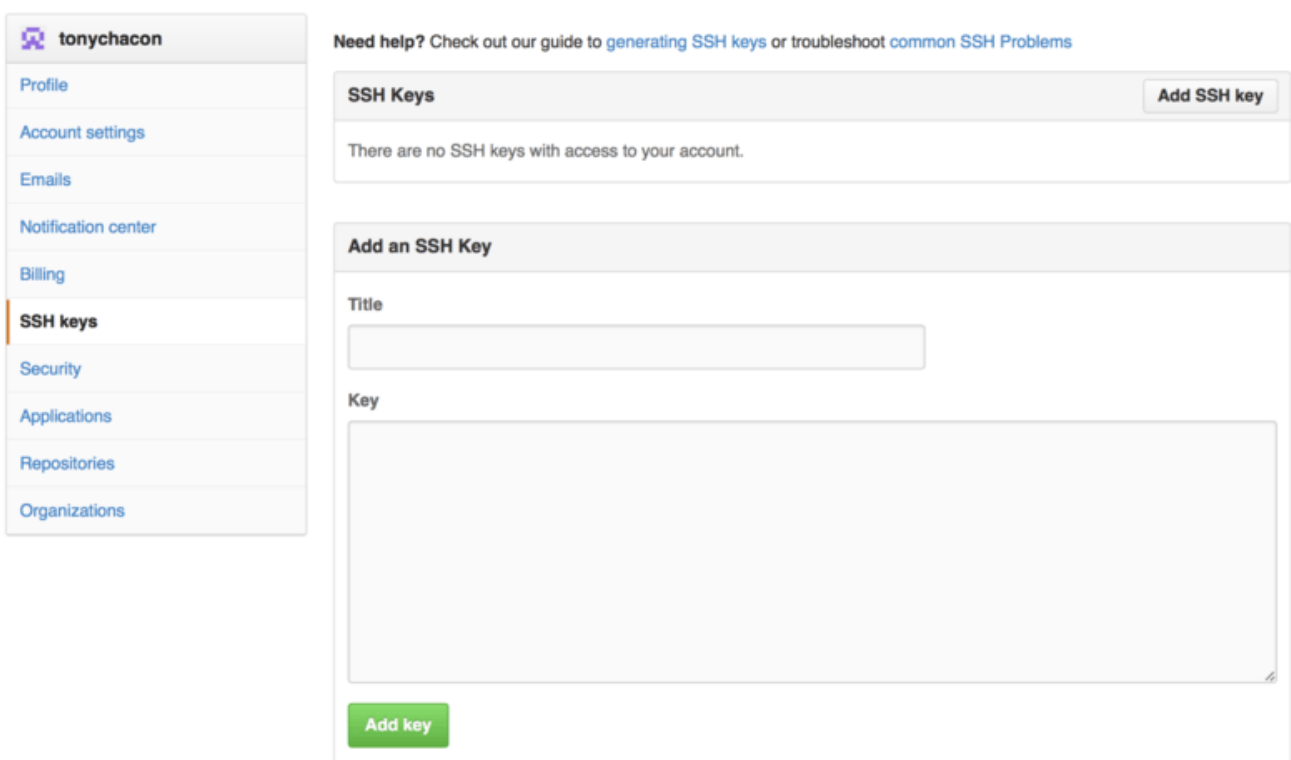 tonychacon
Profile
Account settings
Emails
Notification center
Billing
SSH keys
Security
Applications
Repositories
Organizations
Need help? Check out our guide to generating SSH keys or troubleshoot common SSH Problems
SSH Keys
Add SSH key
There are no SSH keys with access to your account.
Add an SSH Key
Title
Key
Add key